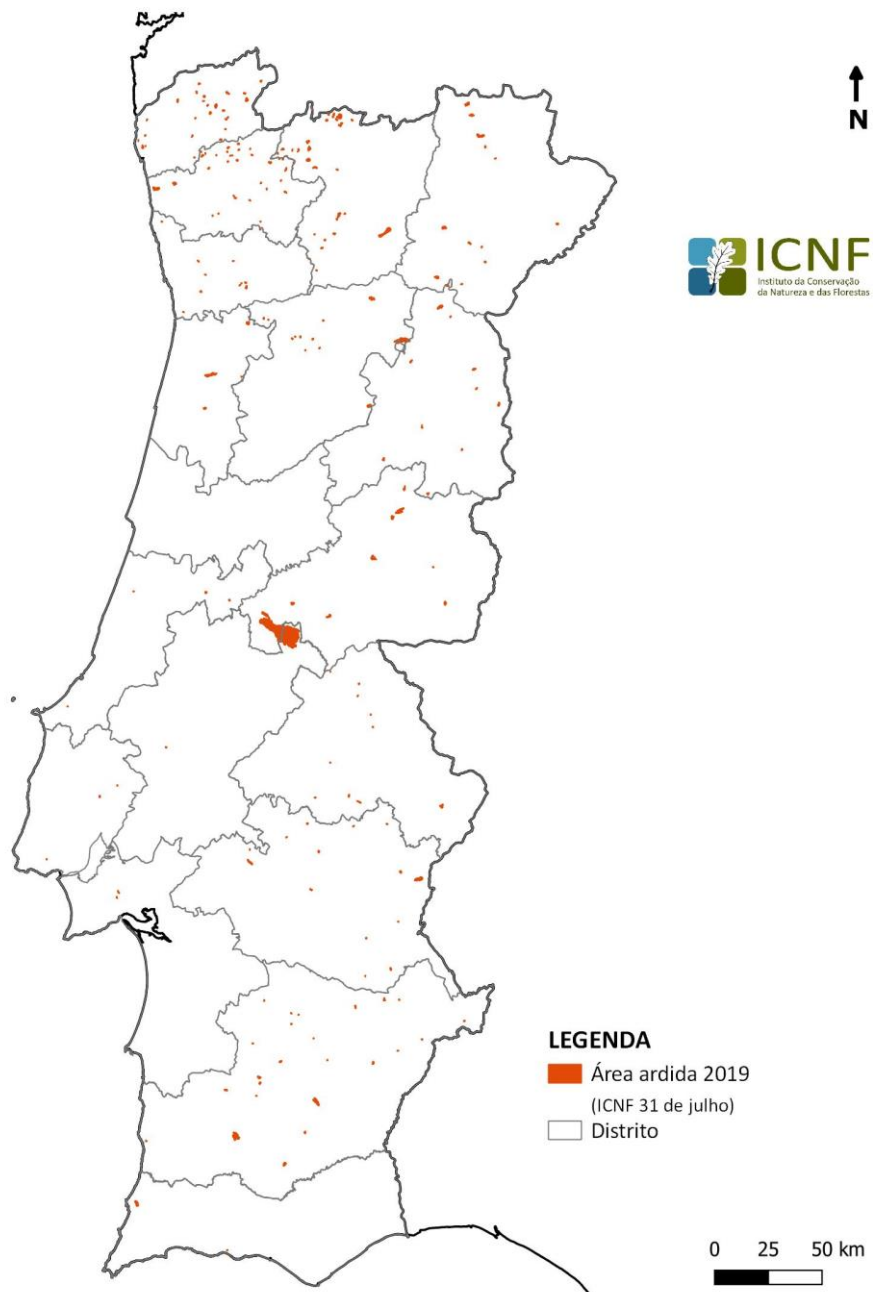 N
ICNF
Instituto da Conservação
da Natureza e das Florestas
LEGENDA
Área ardida 2019
(ICNF 31 de julho)
Distrito
0 25 50 km